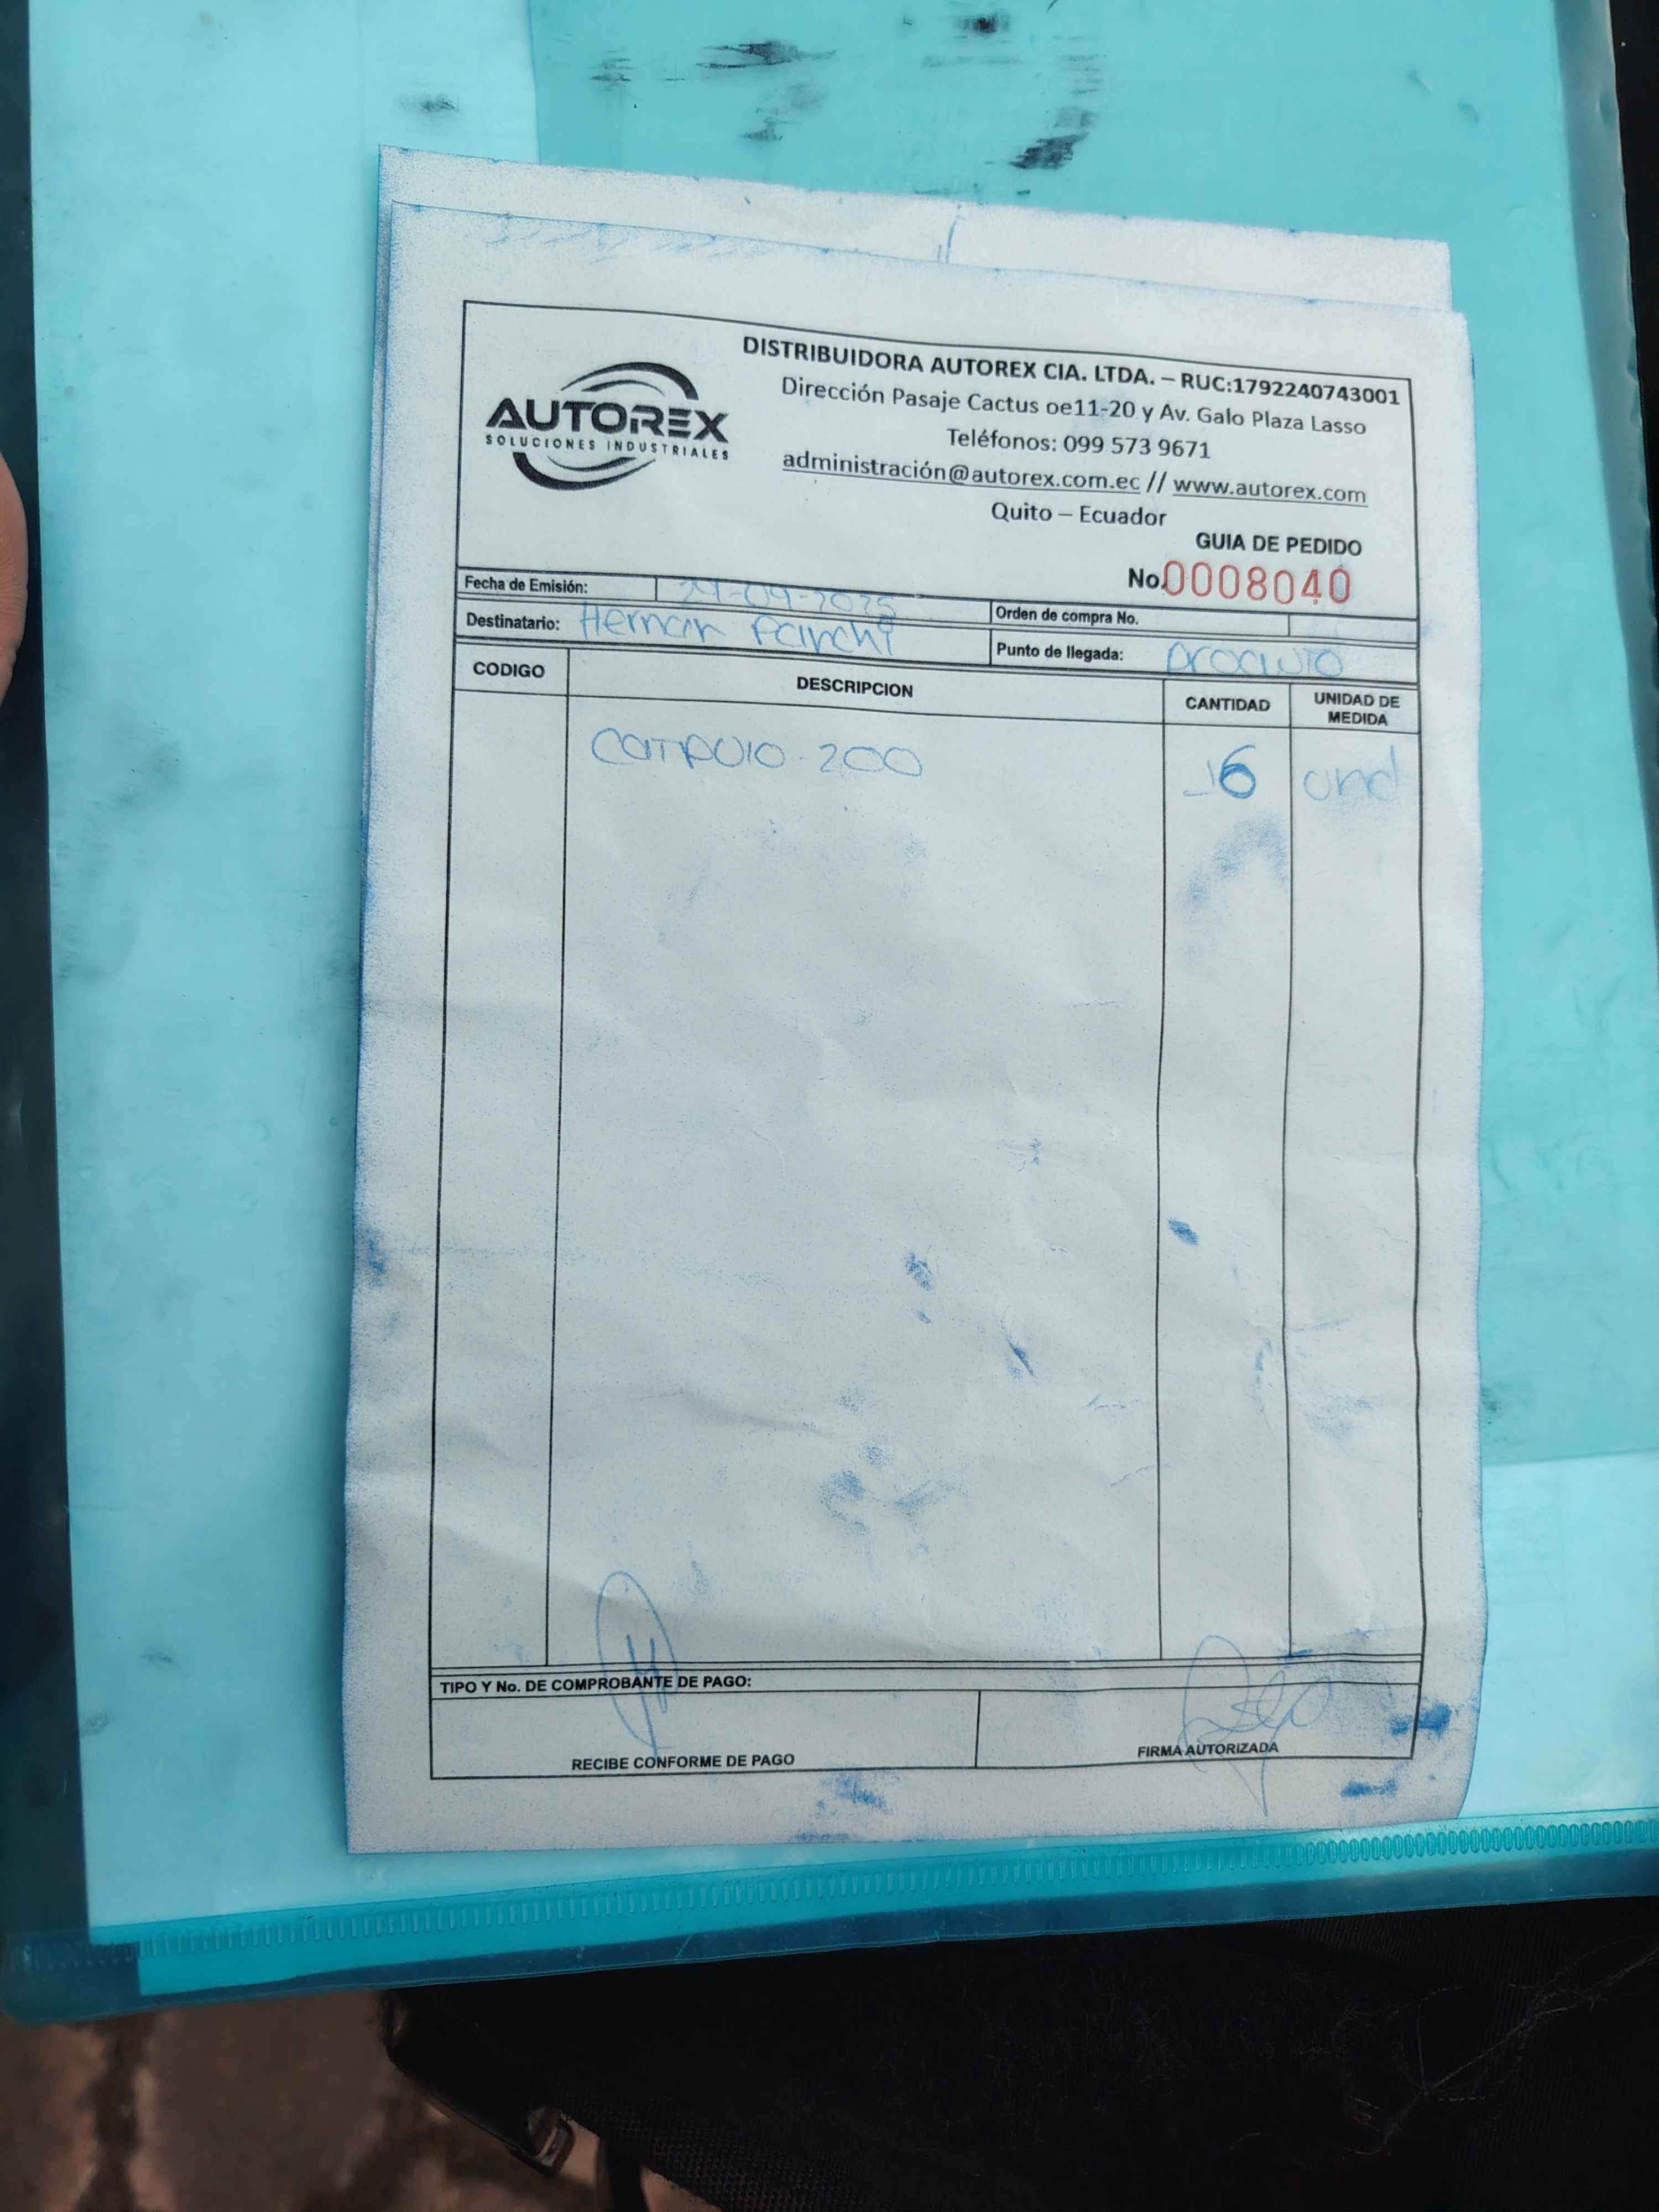 DISTRIBUIDORA AUTOREX CIA. LTDA. – RUC:1792240743001
AUTOREX
SOLUCIONES INDUSTRIALES
Dirección Pasaje Cactus oe11-20 y Av. Galo Plaza Lasso
Teléfonos: 099 573 9671
administración@autorex.com.ec // www.autorex.com
Quito – Ecuador
GUIA DE PEDIDO
No.0008040
Fecha de Emisión: -09-2025
Orden de compra No.
Destinatario: Hernan Panchi
Punto de llegada:
CODIGO DESCRIPCION CANTIDAD UNIDAD DE MEDIDA
200 und
TIPO Y No. DE COMPROBANTE DE PAGO:
RECIBE CONFORME DE PAGO
FIRMA AUTORIZADA